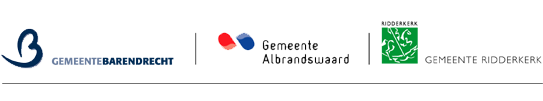 GEMEENTEBARENDRECHT
Gemeente
Albrandswaard
RIDDERKERK
GEMEENTE RIDDERKERK